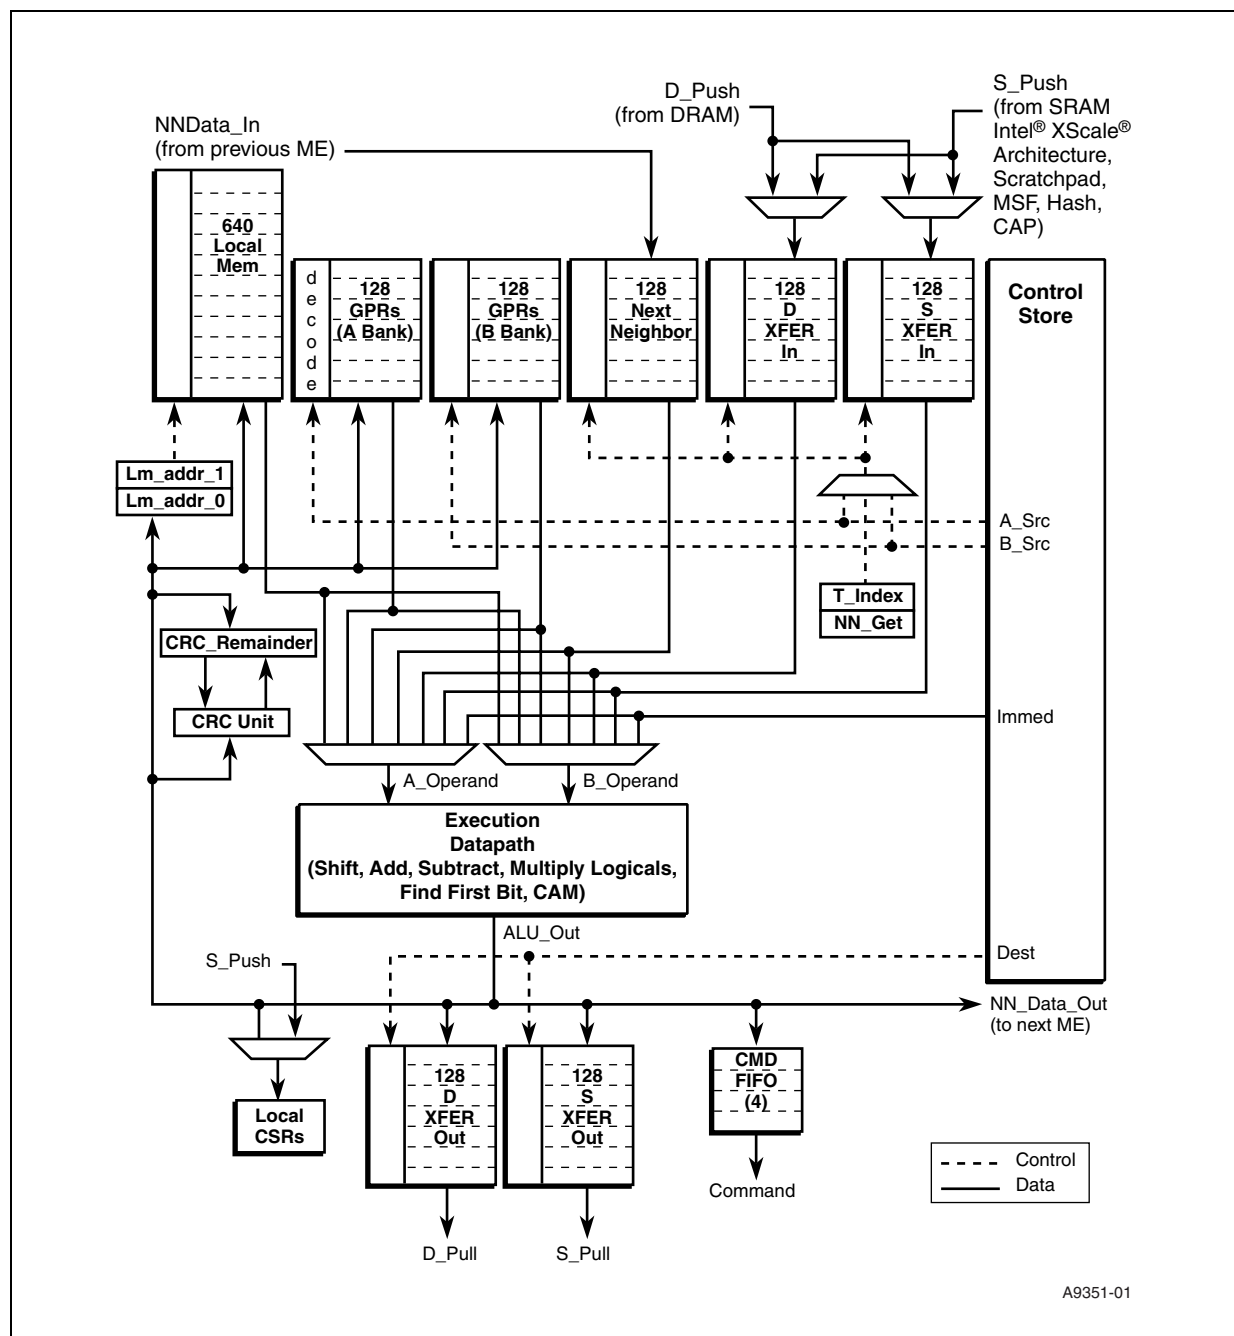 D_Push
(from DRAM)
S_Push
(from SRAM
Intel® XScale®
Architecture,
Scratchpad,
MSF, Hash,
CAP)
NNData_In
(from previous ME)
640
Local
Mem
decode
128
GPRs
(A Bank)
128
GPRs
(B Bank)
128
Next
Neighbor
128
D
XFER
In
128
S
XFER
In
Control
Store
Lm_addr_1
Lm_addr_0
A_Src
B_Src
T_Index
NN_Get
CRC_Remainder
CRC Unit
Immed
A_Operand
B_Operand
Execution
Datapath
(Shift, Add, Subtract, Multiply Logicals,
Find First Bit, CAM)
ALU_Out
S_Push
Dest
NN_Data_Out
(to next ME)
Local
CSRs
128
D
XFER
Out
128
S
XFER
Out
CMD
FIFO
(4)
Command
Control
Data
D_Pull
S_Pull
A9351-01